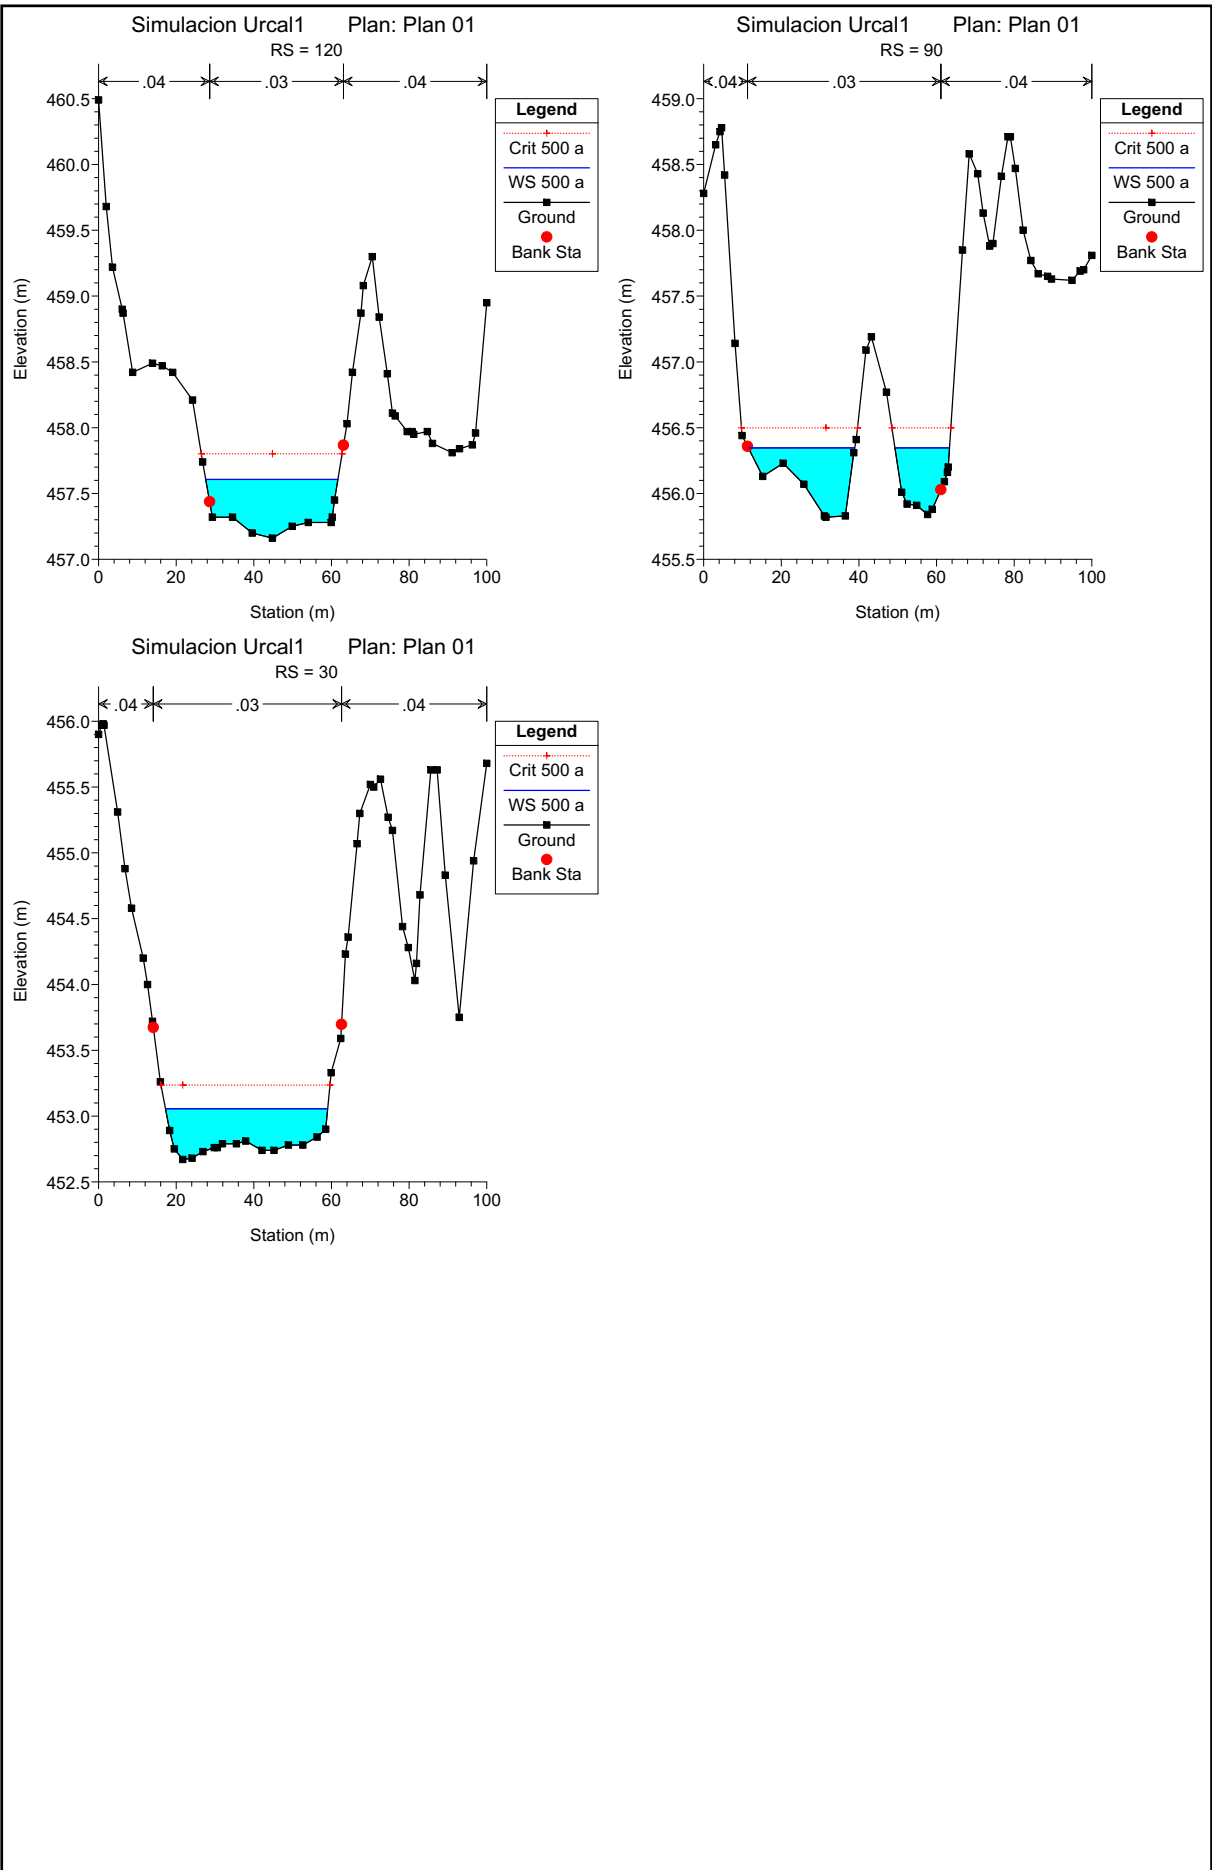 Simulacion Urcal1 Plan: Plan 01
RS = 120
.04 .03 .04
Elevation (m)
460.5
460.0
459.5
459.0
458.5
458.0
457.5
457.0
0 20 40 60 80 100
Station (m)
Legend
Crit 500 a
WS 500 a
Ground
Bank Sta
Simulacion Urcal1 Plan: Plan 01
RS = 90
.04 .03 .04
Elevation (m)
459.0
458.5
458.0
457.5
457.0
456.5
456.0
455.5
0 20 40 60 80 100
Station (m)
Legend
Crit 500 a
WS 500 a
Ground
Bank Sta
Simulacion Urcal1 Plan: Plan 01
RS = 30
.04 .03 .04
Elevation (m)
456.0
455.5
455.0
454.5
454.0
453.5
453.0
452.5
0 20 40 60 80 100
Station (m)
Legend
Crit 500 a
WS 500 a
Ground
Bank Sta